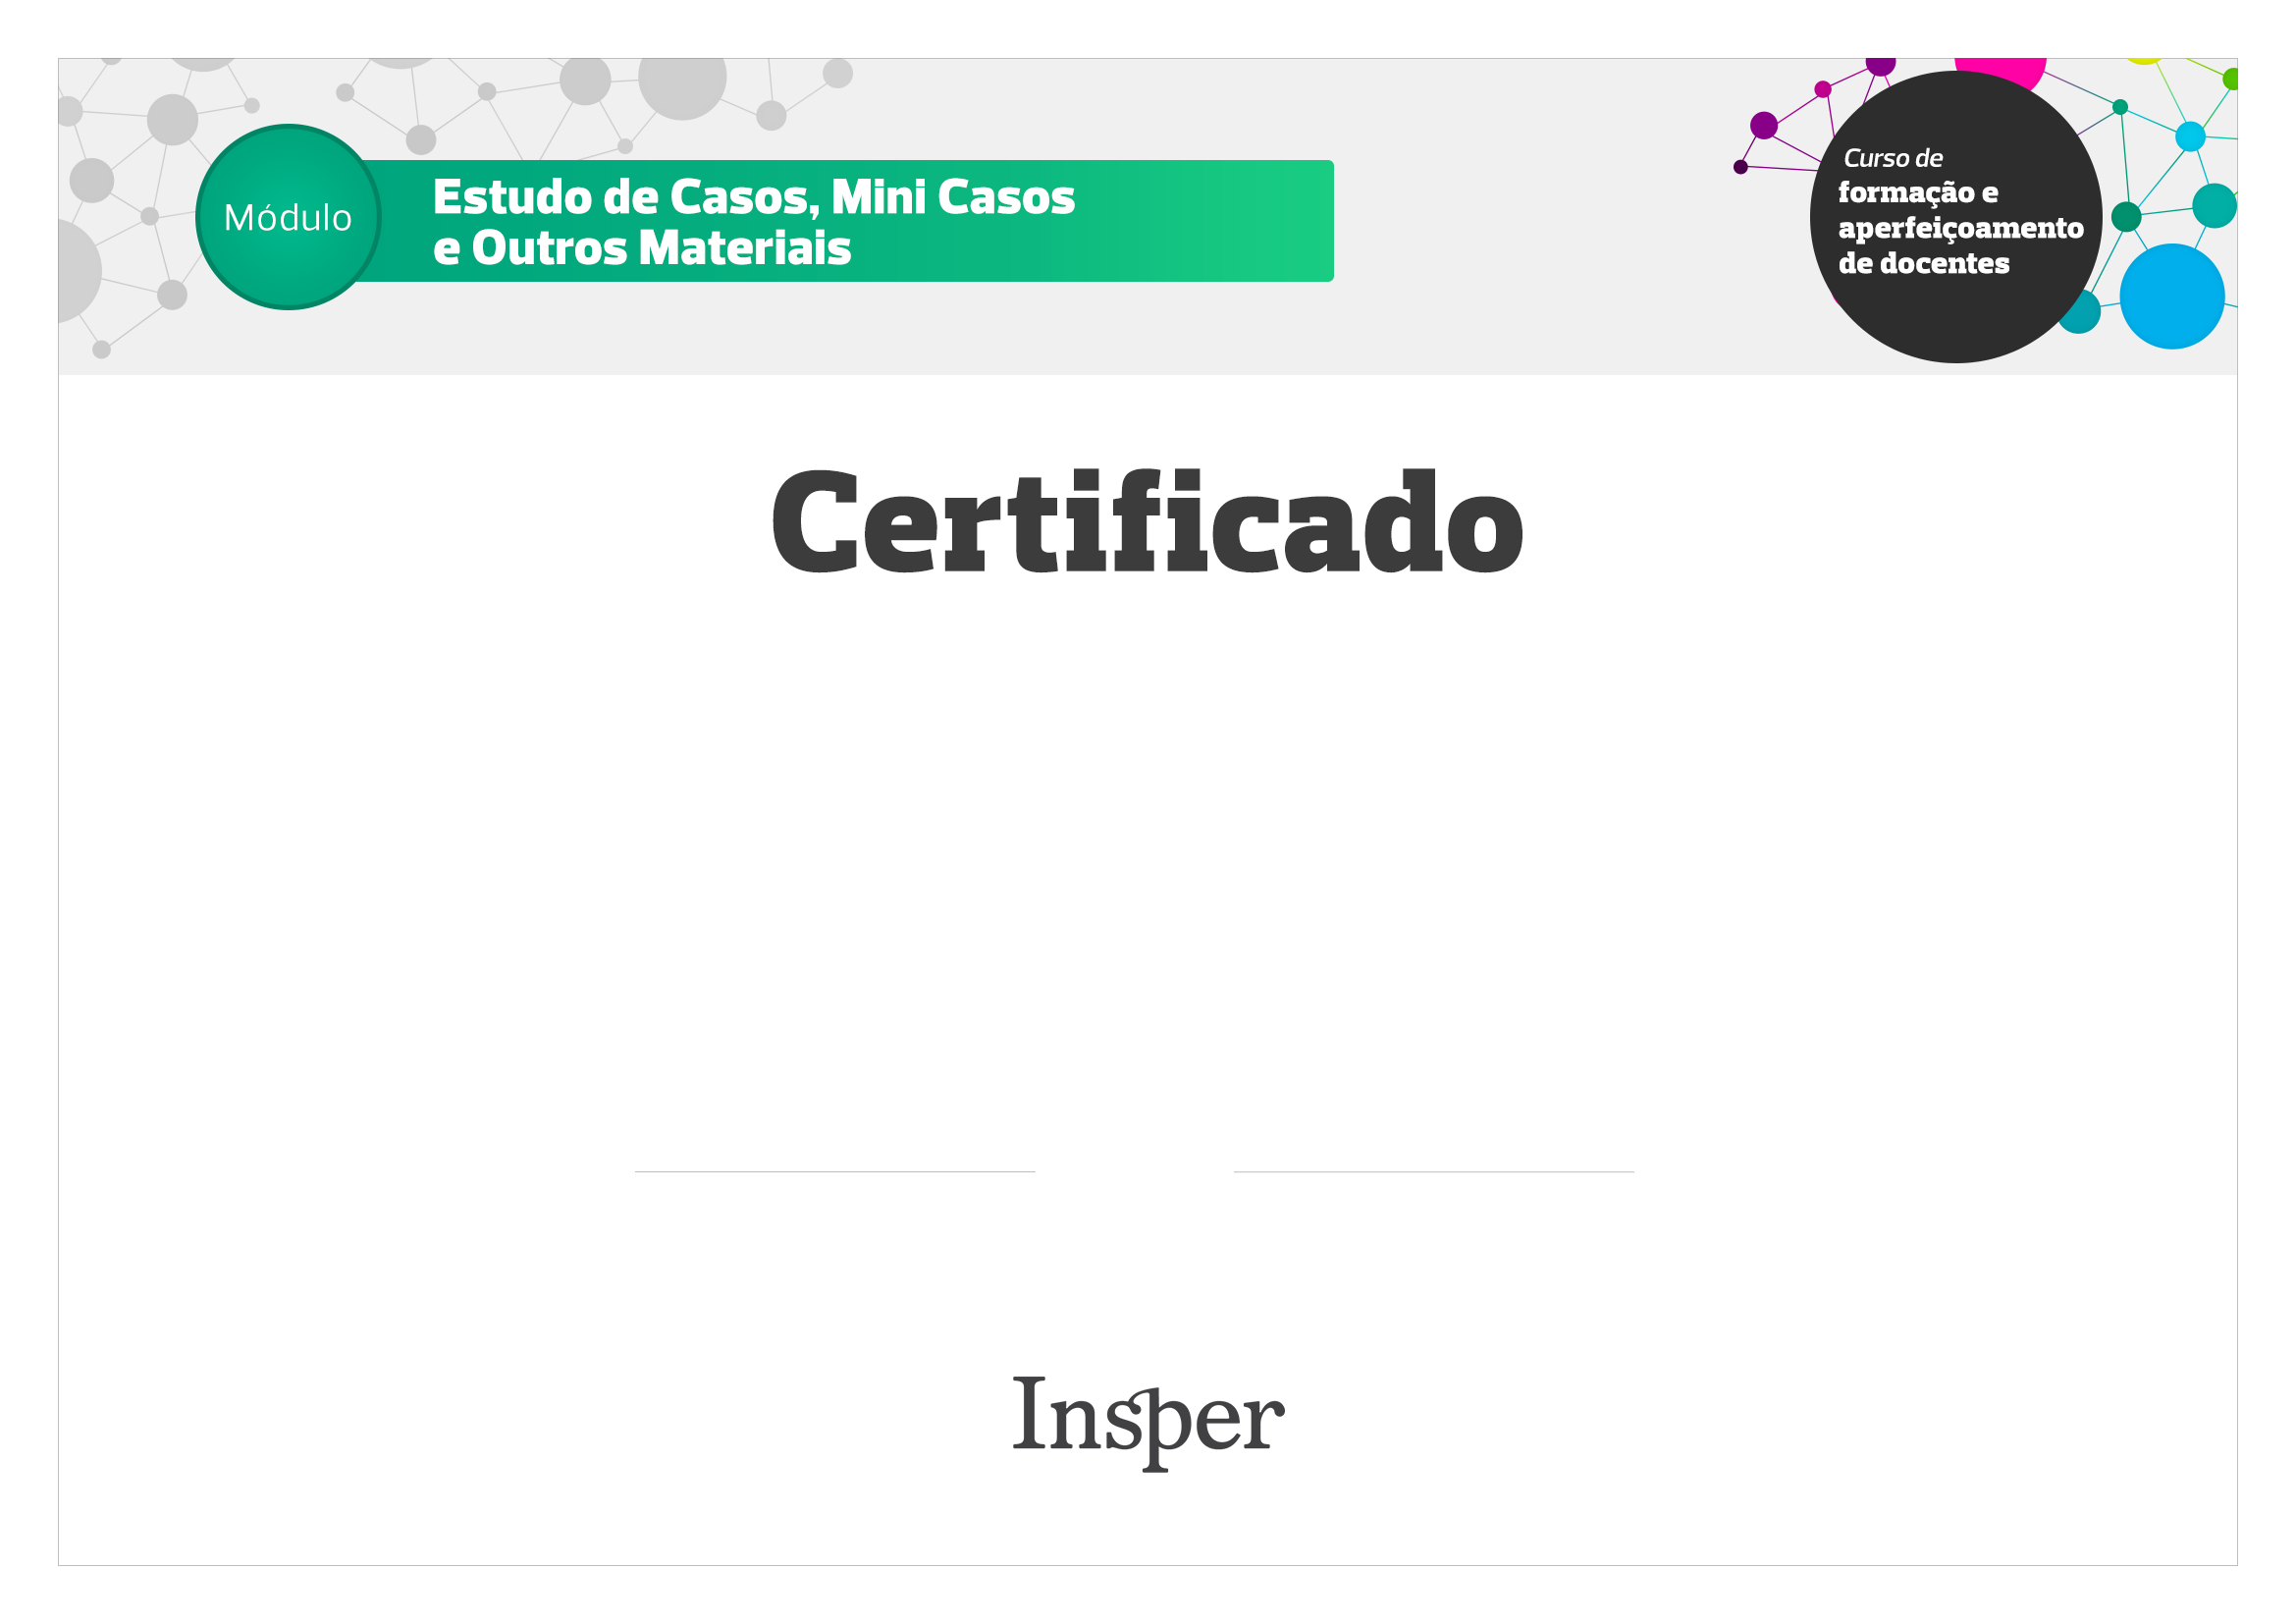 Módulo
Estudo de Casos, Mini Casos
e Outros Materiais
Curso de
formação e
aperfeiçoamento
de docentes
Certificado
Insper